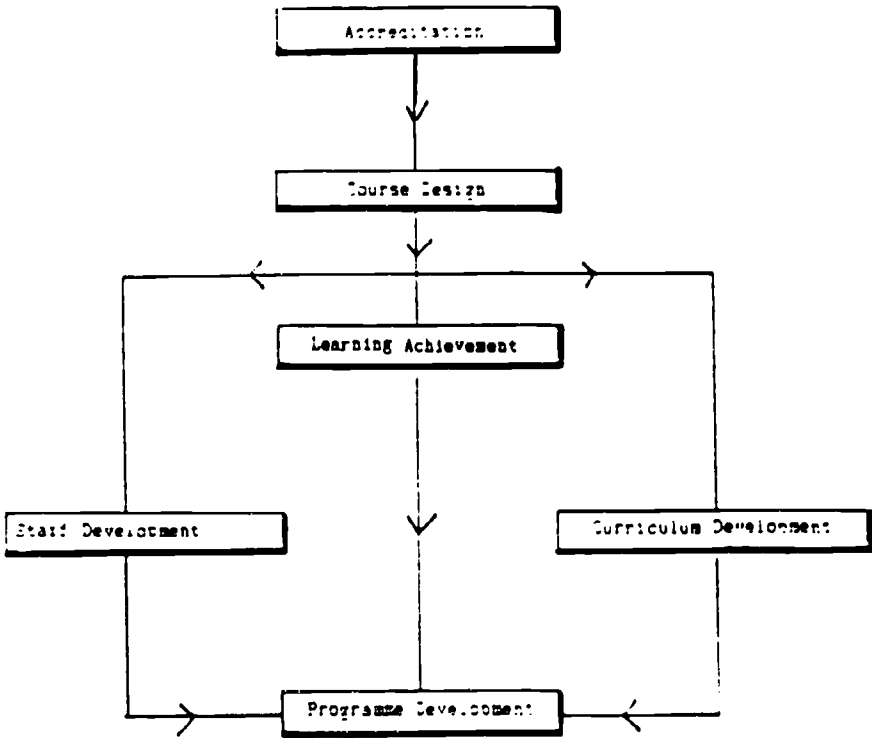 Accreditation
Course Design
Learning Achievement
Staff Development
Curriculum Development
Programme Development